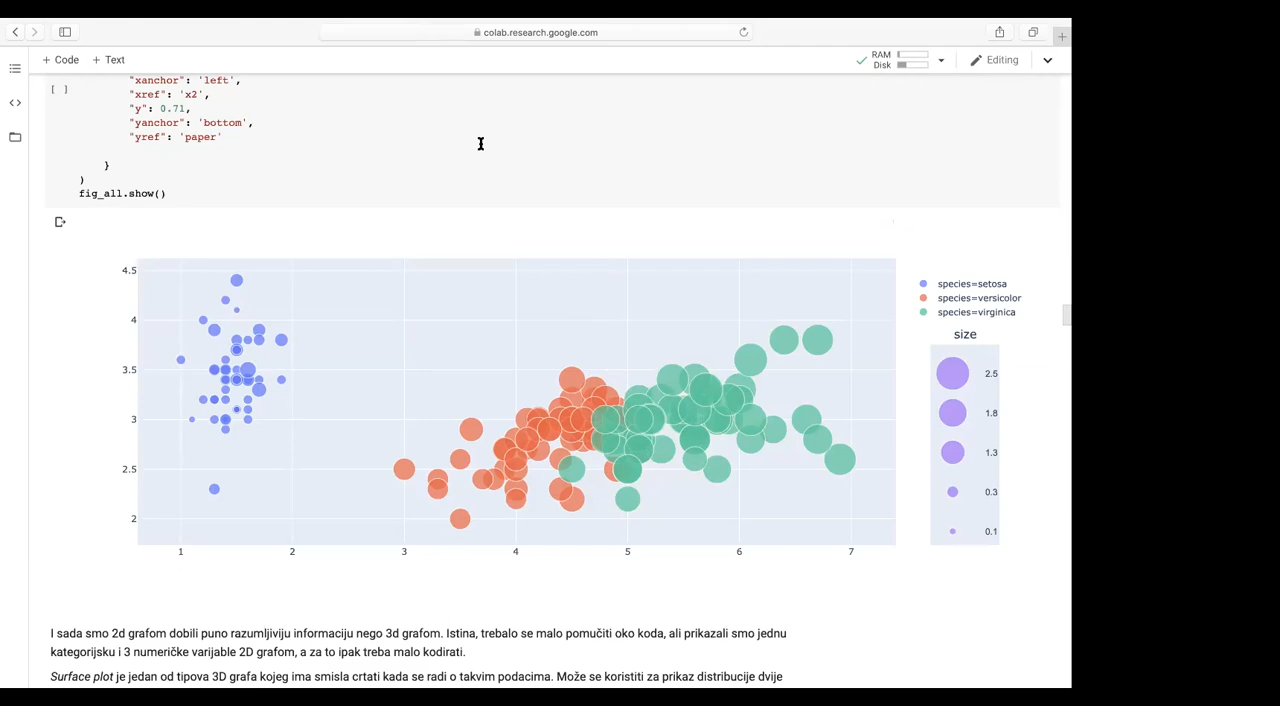 colab.research.google.com
+ Code + Text
RAM
Disk
Editing
"xanchor": 'left',
[ ]
"xref": 'x2',
"y": 0.71,
"yanchor": 'bottom',
"yref": 'paper'
}
)
fig_all.show()
4.5
4
3.5
3
2.5
2
1 2 3 4 5 6 7
species=setosa
species=versicolor
species=virginica
size
2.5
1.8
1.3
0.3
0.1
I sada smo 2d grafom dobili puno razumljiviju informaciju nego 3d grafom. Istina, trebalo se malo pomučiti oko koda, ali prikazali smo jednu
kategorijsku i 3 numeričke varijable 2D grafom, a za to ipak treba malo kodirati.
Surface plot je jedan od tipova 3D grafa kojeg ima smisla crtati kada se radi o takvim podacima. Može se koristiti za prikaz distribucije dvije